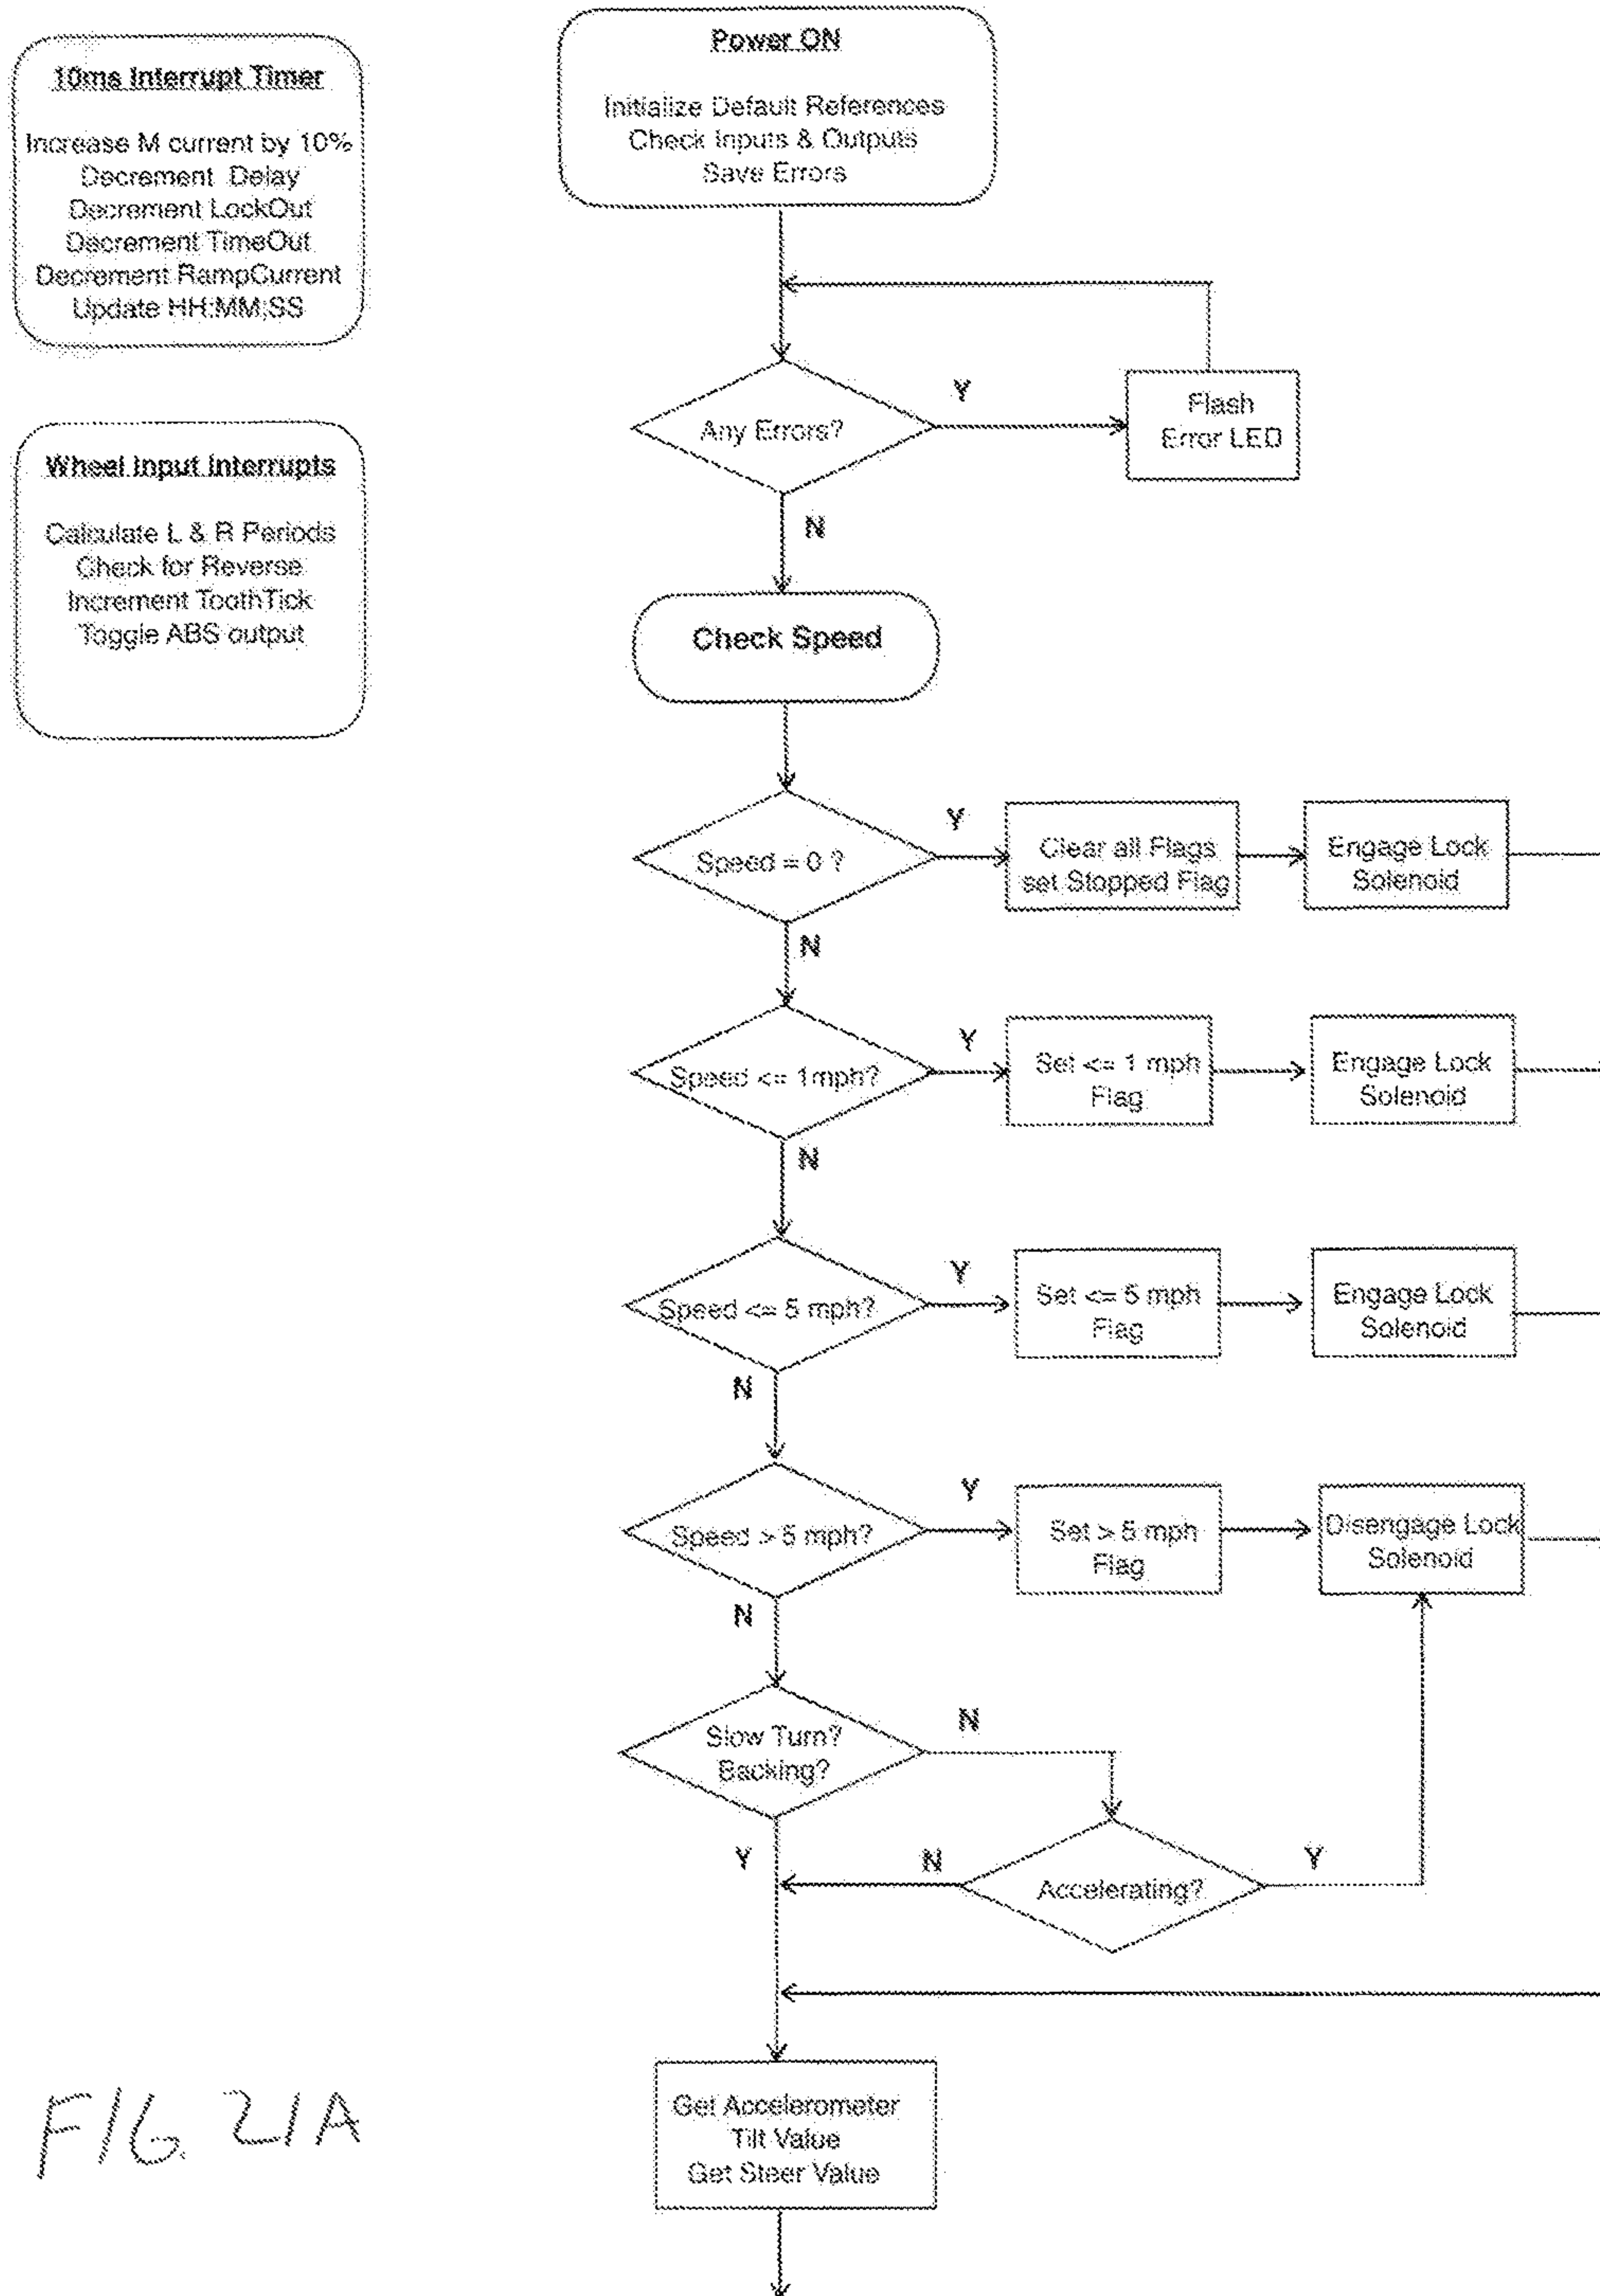 10ms Interrupt Timer
Increase M current by 10%
Decrement Delay
Decrement LockOut
Decrement TimeOut
Decrement RampCurrent
Update HH:MM:SS
Wheel Input Interrupts
Calculate L & R Periods
Check for Reverse
Increment ToothTick
Toggle ABS output
Power ON
Initialize Default References
Check Inputs & Outputs
Save Errors
Any Errors?
Y
Flash
Error LED
N
Check Speed
Speed = 0 ?
Y
Clear all Flags
set Stopped Flag
Engage Lock
Solenoid
N
Speed <= 1mph?
Y
Set <= 1 mph
Flag
Engage Lock
Solenoid
N
Speed <= 5 mph?
Y
Set <= 5 mph
Flag
Engage Lock
Solenoid
N
Speed > 5 mph?
Y
Set > 5 mph
Flag
Disengage Lock
Solenoid
N
Slow Turn?
Backing?
N
Y
N
Accelerating?
Y
Get Accelerometer
Tilt Value
Get Steer Value
FIG. 21A